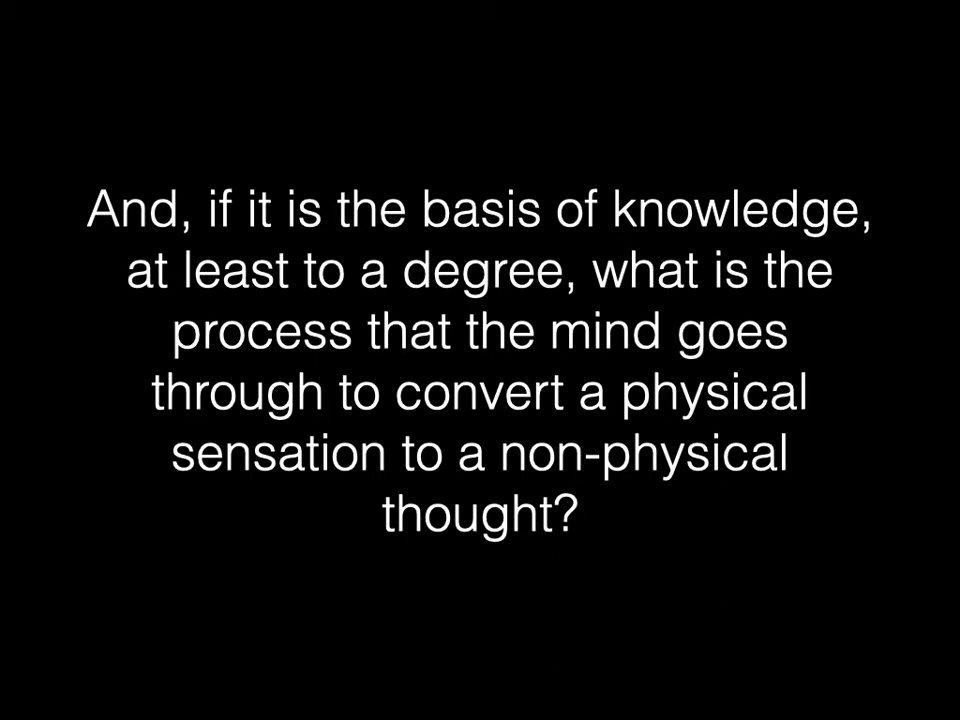 And, if it is the basis of knowledge,
at least to a degree, what is the
process that the mind goes
through to convert a physical
sensation to a non-physical
thought?